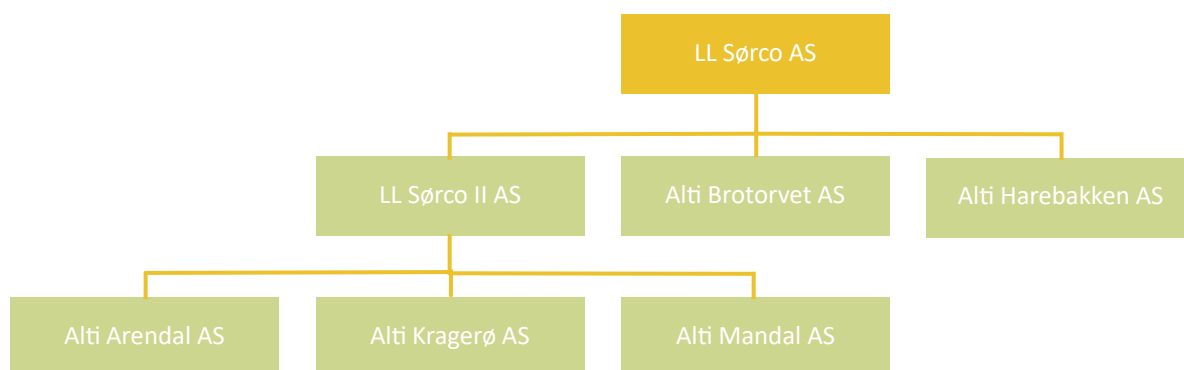 LL Sørco AS
LL Sørco II AS
Alti Brotorvet AS
Alti Harebakken AS
Alti Arendal AS
Alti Kragerø AS
Alti Mandal AS